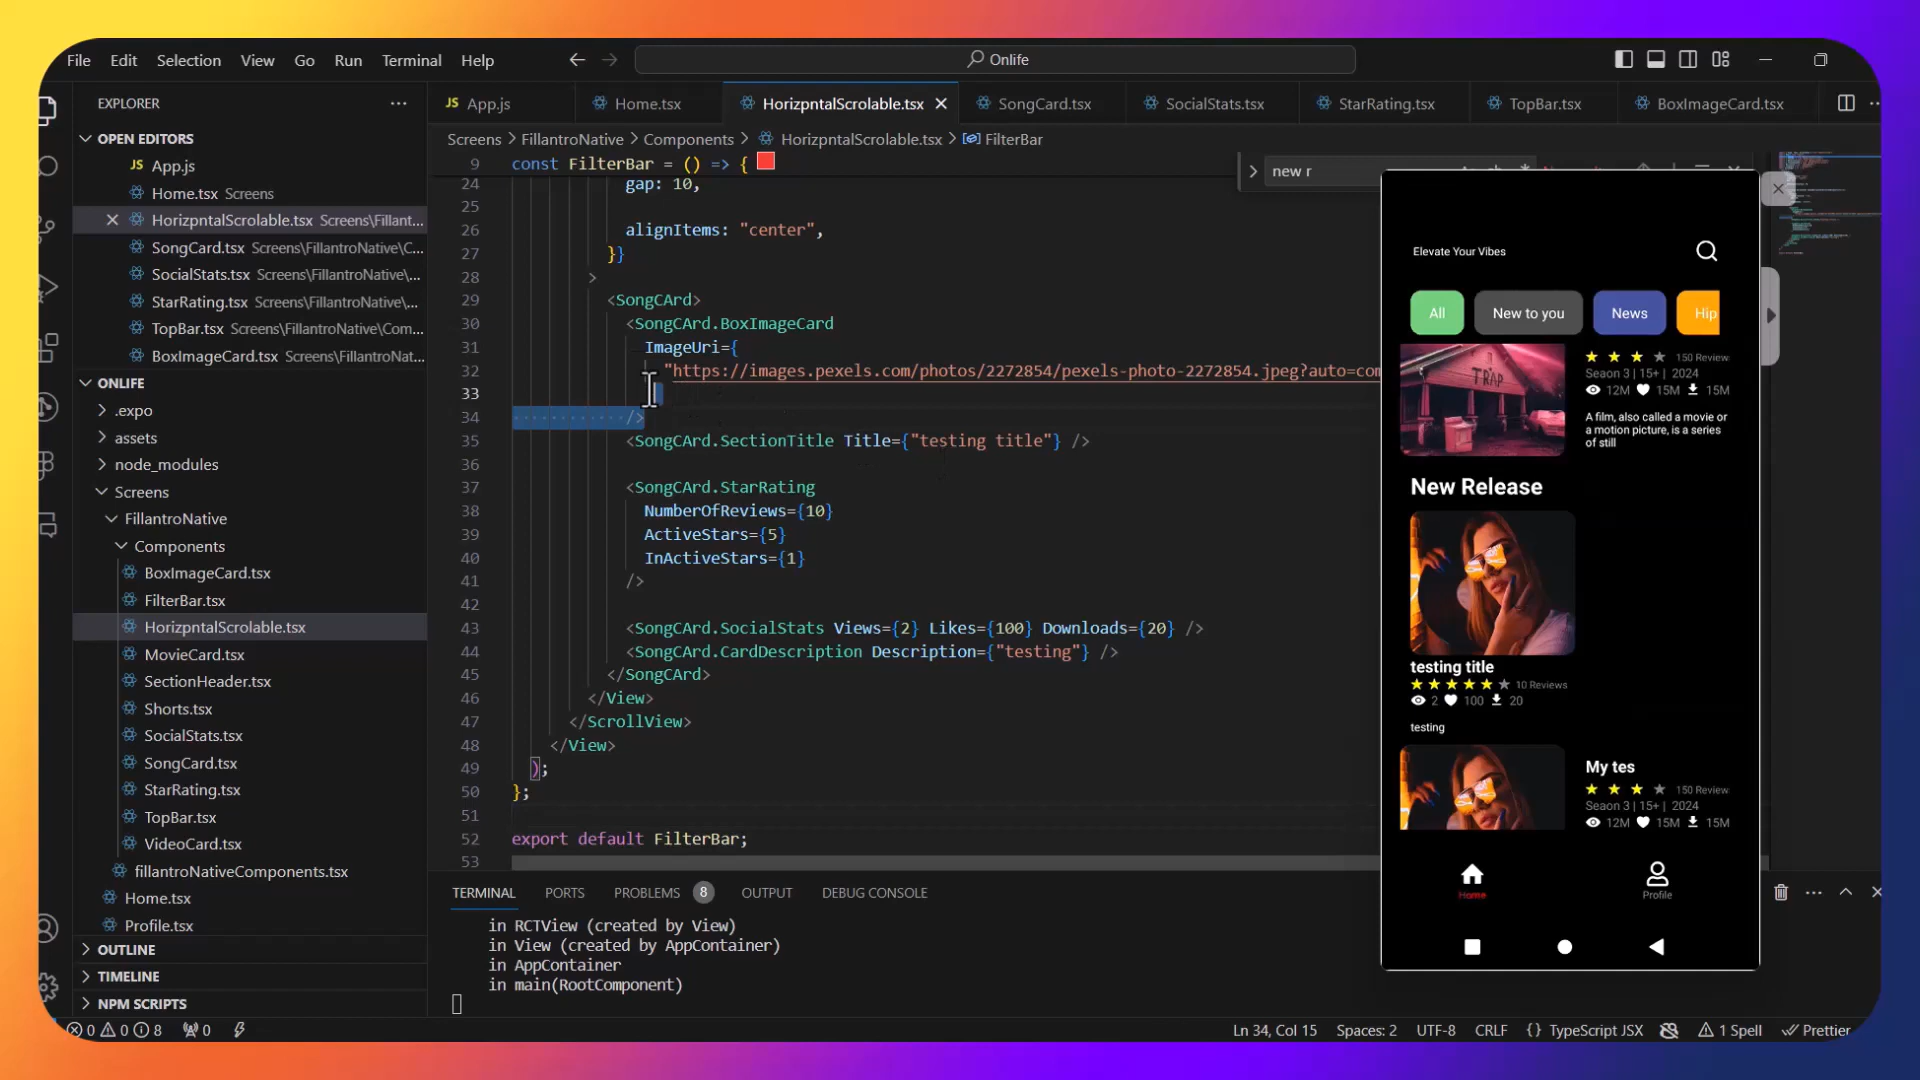 File Edit Selection View Go Run Terminal Help
Onlife
EXPLORER
App.js
Home.tsx
HorizpntalScrolable.tsx
SongCard.tsx
SocialStats.tsx
StarRating.tsx
TopBar.tsx
BoxImageCard.tsx
OPEN EDITORS
App.js
Home.tsx Screens
HorizpntalScrolable.tsx Screens\Fillant...
SongCard.tsx Screens\FillantroNative\C...
SocialStats.tsx Screens\FillantroNative\...
StarRating.tsx Screens\FillantroNative\...
TopBar.tsx Screens\FillantroNative\Com...
BoxImageCard.tsx Screens\FillantroNat...
ONLIFE
.expo
assets
node_modules
Screens
FillantroNative
Components
BoxImageCard.tsx
FilterBar.tsx
HorizpntalScrolable.tsx
MovieCard.tsx
SectionHeader.tsx
Shorts.tsx
SocialStats.tsx
SongCard.tsx
StarRating.tsx
TopBar.tsx
VideoCard.tsx
fillantroNativeComponents.tsx
Home.tsx
Profile.tsx
OUTLINE
TIMELINE
NPM SCRIPTS
Screens > FillantroNative > Components > HorizpntalScrolable.tsx > FilterBar
new r
9 const FilterBar = () => {
24 gap: 10,
25
26 alignItems: "center",
27 }}
28 >
29 <SongCArd>
30 <SongCArd.BoxImageCard
31 ImageUri={
32 "https://images.pexels.com/photos/2272854/pexels-photo-2272854.jpeg?auto=com
33
34 />
35 <SongCArd.SectionTitle Title={"testing title"} />
36
37 <SongCArd.StarRating
38 NumberOfReviews={10}
39 ActiveStars={5}
40 InActiveStars={1}
41 />
42
43 <SongCArd.SocialStats Views={2} Likes={100} Downloads={20} />
44 <SongCArd.CardDescription Description={"testing"} />
45 </SongCArd>
46 </View>
47 </ScrollView>
48 </View>
49 );
50 };
51
52 export default FilterBar;
53
TERMINAL PORTS PROBLEMS 8 OUTPUT DEBUG CONSOLE
in RCTView (created by View)
in View (created by AppContainer)
in AppContainer
in main(RootComponent)
Elevate Your Vibes
All
New to you
News
Hip
TRAP
150 Review
Seaon 3 | 15+ | 2024
12M 15M 15M
A film, also called a movie or
a motion picture, is a series
of still
New Release
testing title
10 Reviews
2 100 20
testing
My tes
150 Review
Seaon 3 | 15+ | 2024
12M 15M 15M
Home
Profile
0 0 8 0
Ln 34, Col 15 Spaces: 2 UTF-8 CRLF {} TypeScript JSX 1 Spell Prettier